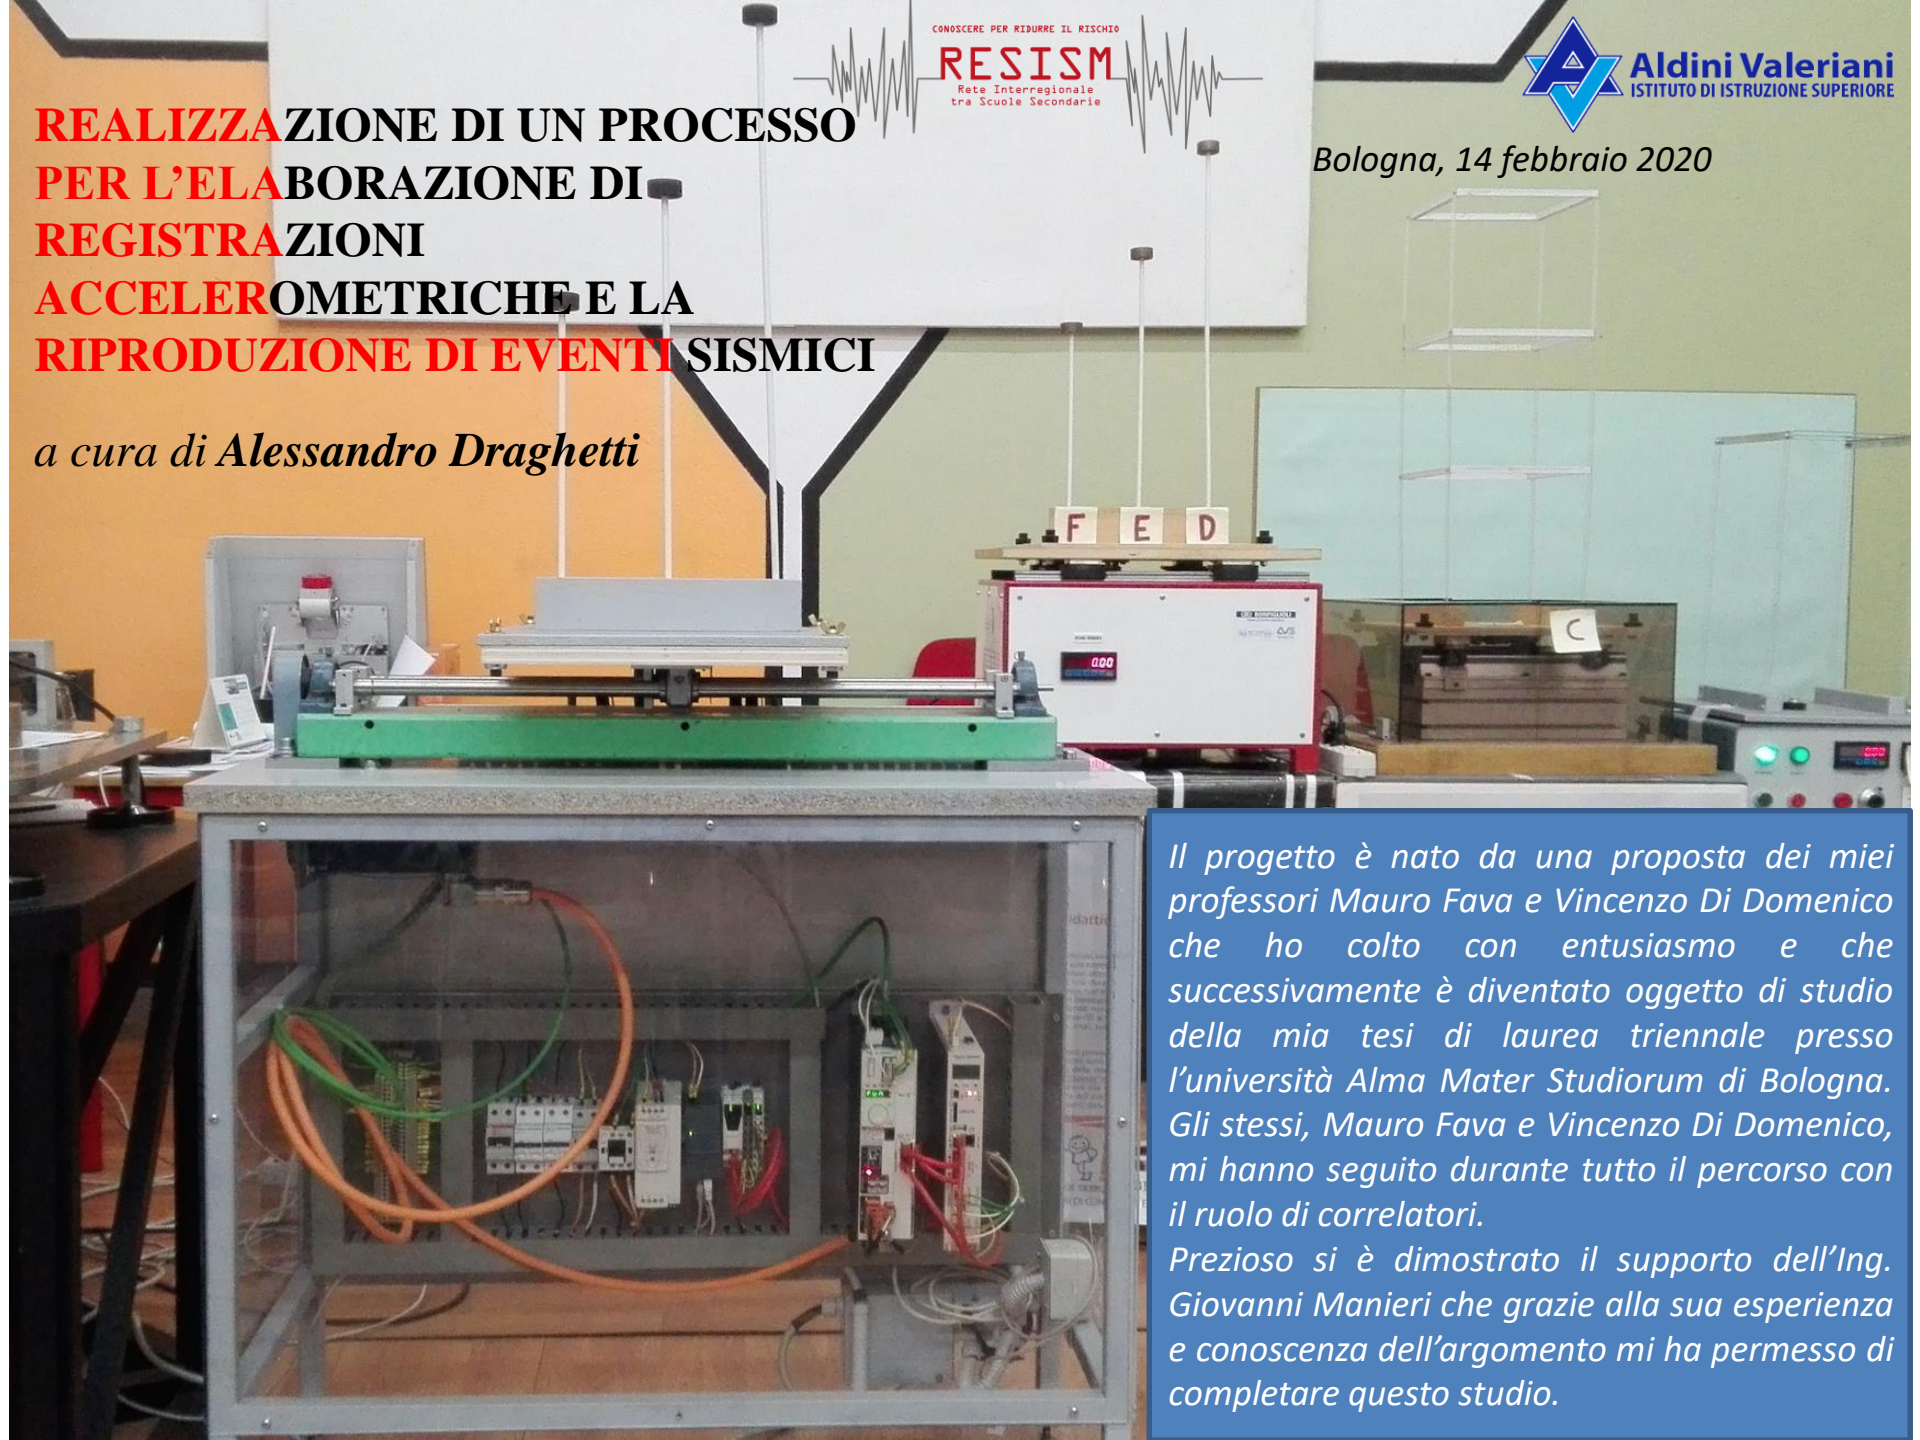 CONOSCERE PER RIDURRE IL RISCHIO
RESISM
Rete Interregionale
tra Scuole Secondarie
Aldini Valeriani
ISTITUTO DI ISTRUZIONE SUPERIORE
REALIZZAZIONE DI UN PROCESSO
PER L’ELABORAZIONE DI
REGISTRAZIONI
ACCELEROMETRICHE E LA
RIPRODUZIONE DI EVENTI SISMICI
Bologna, 14 febbraio 2020
a cura di Alessandro Draghetti
F E D
C
0.00
Il progetto è nato da una proposta dei miei
professori Mauro Fava e Vincenzo Di Domenico
che ho colto con entusiasmo e che
successivamente è diventato oggetto di studio
della mia tesi di laurea triennale presso
l’università Alma Mater Studiorum di Bologna.
Gli stessi, Mauro Fava e Vincenzo Di Domenico,
mi hanno seguito durante tutto il percorso con
il ruolo di correlatori.
Prezioso si è dimostrato il supporto dell’Ing.
Giovanni Manieri che grazie alla sua esperienza
e conoscenza dell’argomento mi ha permesso di
completare questo studio.